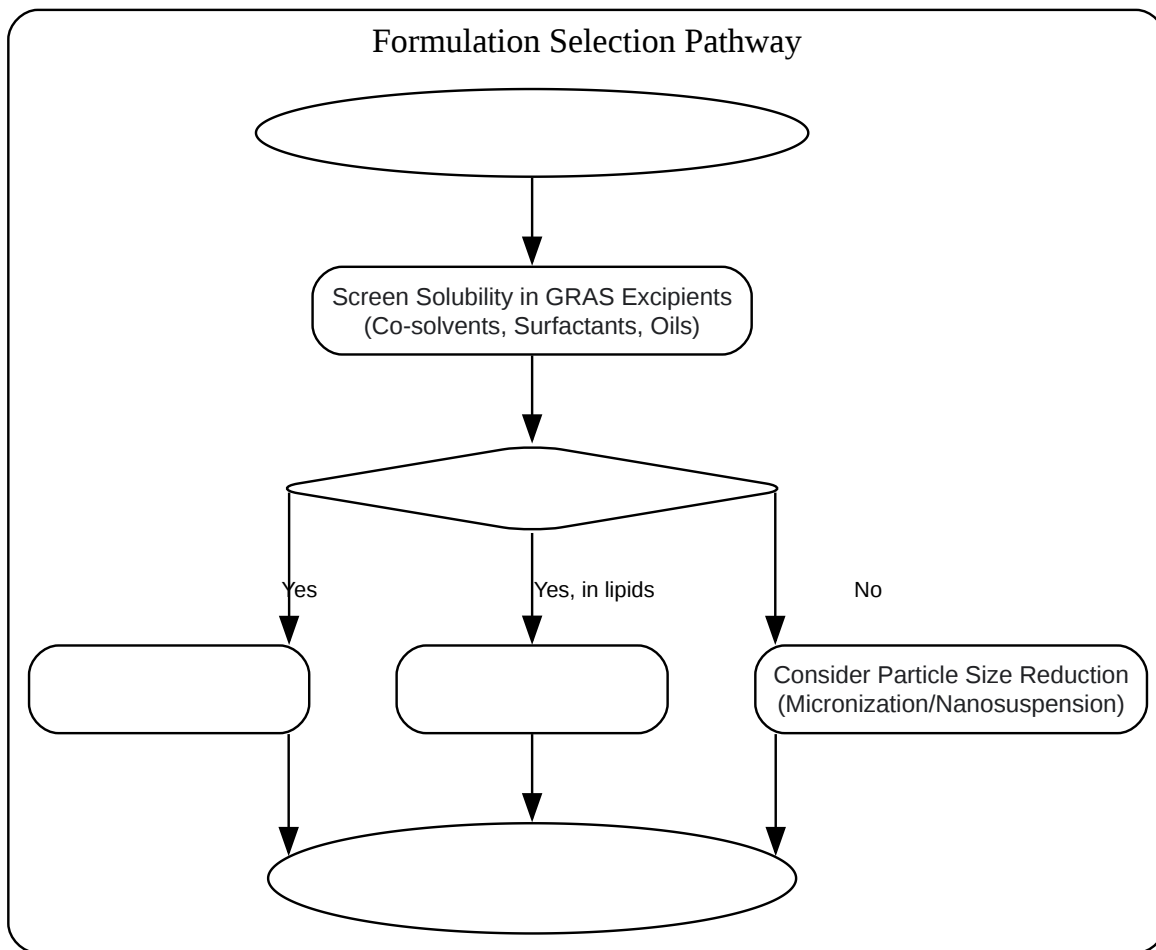 Formulation Selection Pathway
Screen Solubility in GRAS Excipients
(Co-solvents, Surfactants, Oils)
Yes
Yes, in lipids
No
Consider Particle Size Reduction
(Micronization/Nanosuspension)